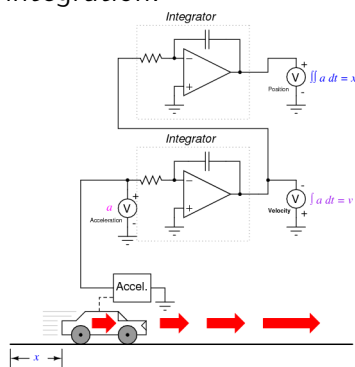 integration:
Integrator
-
+
+
V
-
Position
∫∫ a dt = x
Integrator
-
+
a
V
+
-
Acceleration
-
V
+
Velocity
∫ a dt = v
Accel.
x